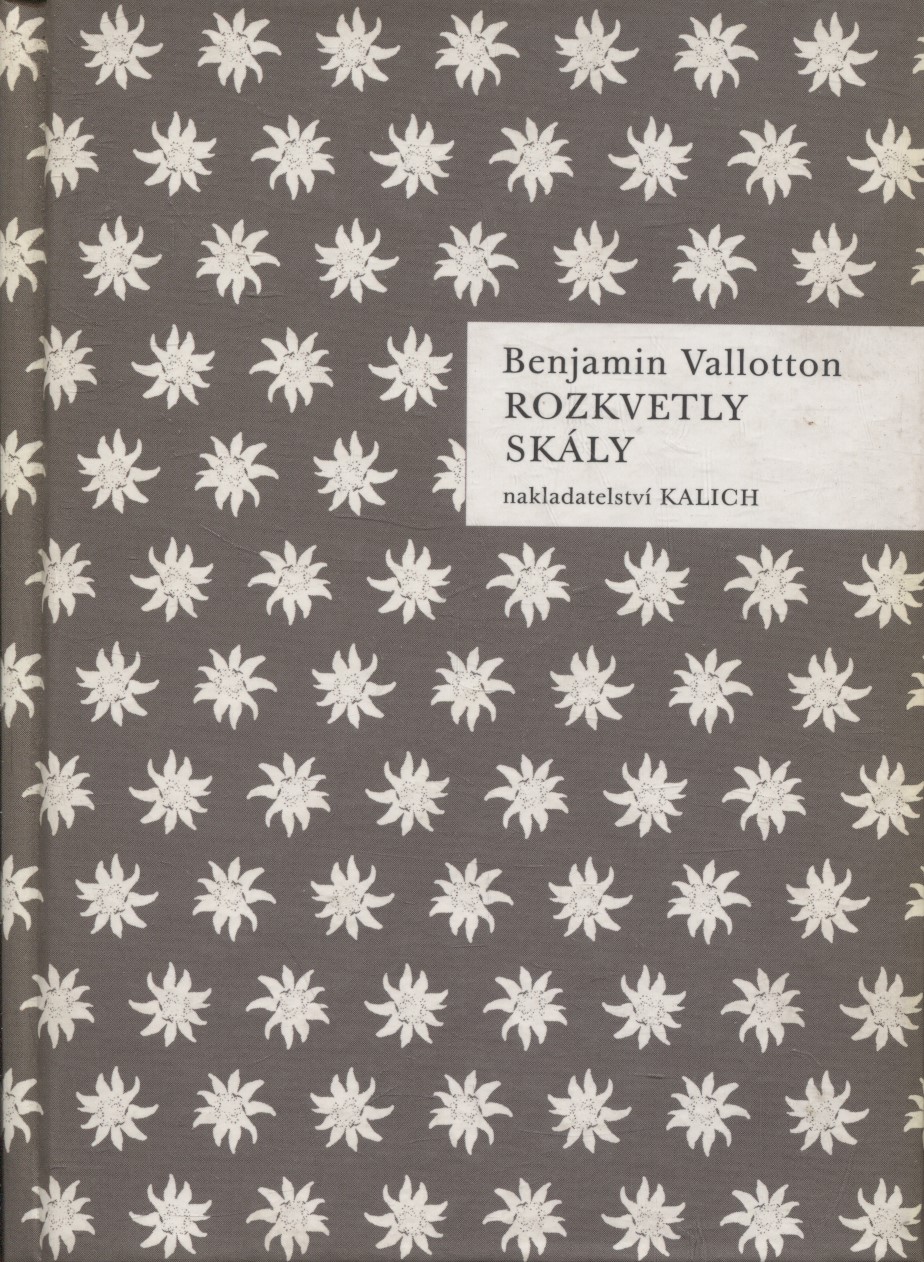 Benjamin Vallotton
ROZKVETLY
SKÁLY
nakladatelství KALICH